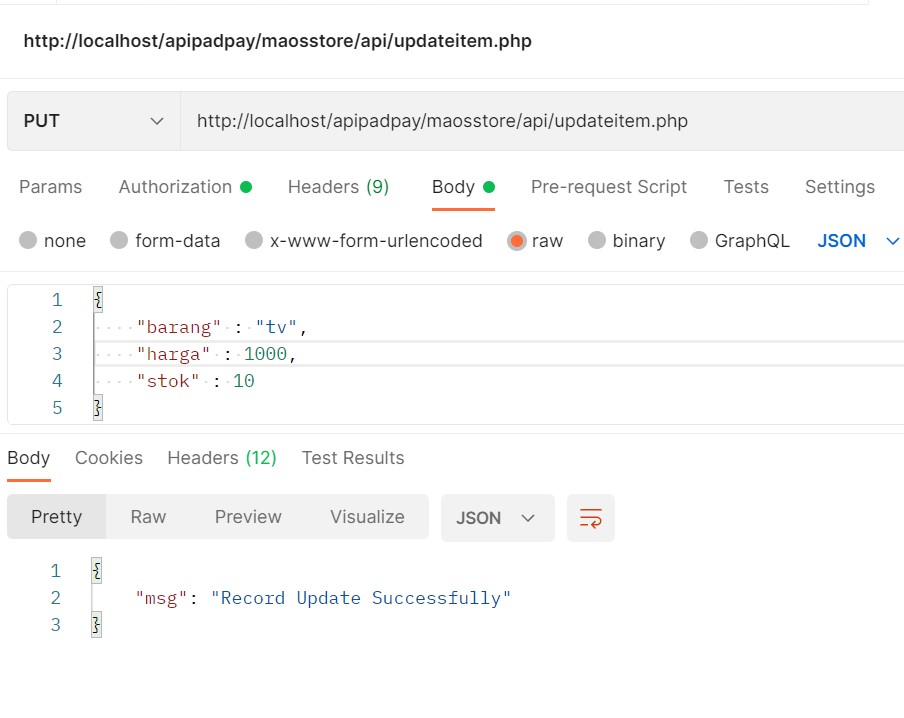 http://localhost/apipadpay/maosstore/api/updateitem.php
PUT http://localhost/apipadpay/maosstore/api/updateitem.php
Params Authorization Headers (9) Body Pre-request Script Tests Settings
none form-data x-www-form-urlencoded raw binary GraphQL JSON
1 {
2 "barang" : "tv",
3 "harga" : 1000,
4 "stok" : 10
5 }
Body Cookies Headers (12) Test Results
Pretty Raw Preview Visualize JSON
1 {
2 "msg": "Record Update Successfully"
3 }